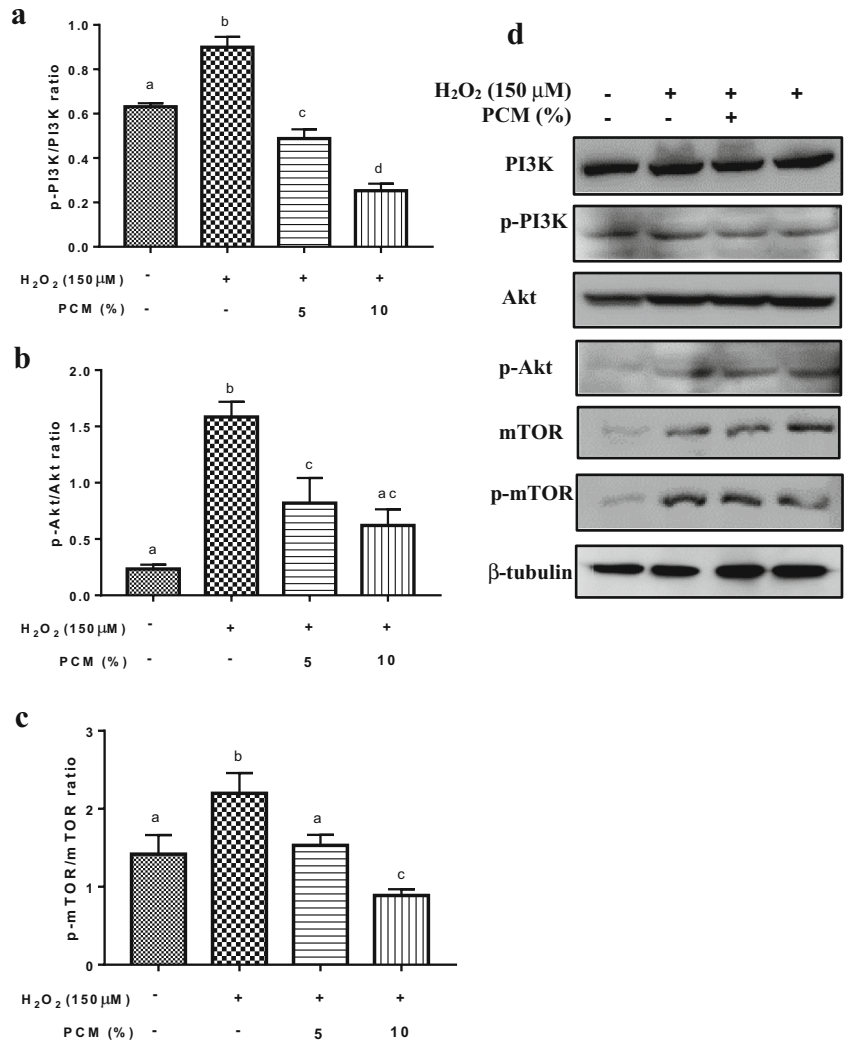 a
p-PI3K/PI3K ratio
1.0
0.8
0.6
0.4
0.2
0.0
a
b
c
d
H₂O₂ (150 μM) - + + +
PCM (%) - - 5 10
b
p-Akt/Akt ratio
2.0
1.5
1.0
0.5
0.0
a
b
c
a c
H₂O₂ (150 μM) - + + +
PCM (%) - - 5 10
c
p-mTOR/mTOR ratio
3
2
1
0
a
b
a
c
H₂O₂ (150 μM) - + + +
PCM (%) - - 5 10
d
H₂O₂ (150 μM) - + + +
PCM (%) - - +
PI3K
p-PI3K
Akt
p-Akt
mTOR
p-mTOR
β-tubulin